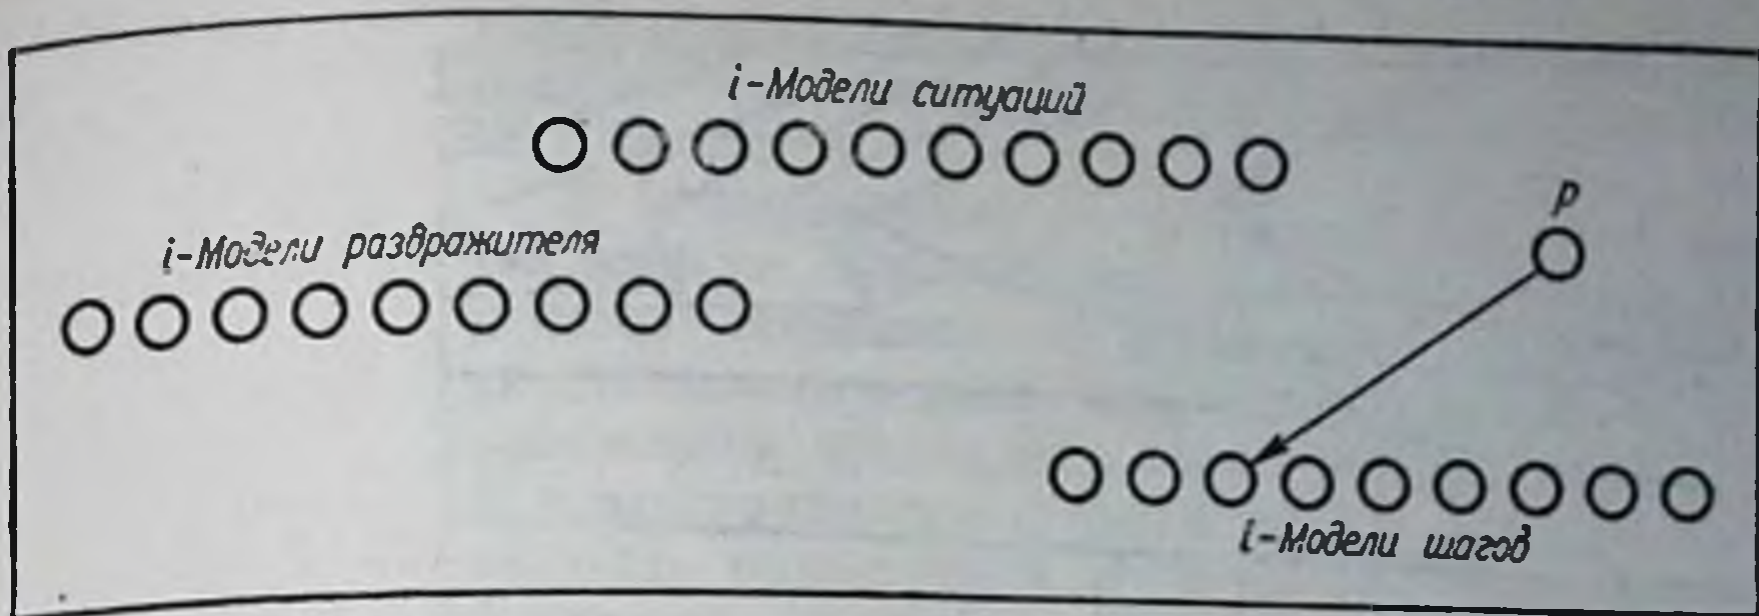 i-Модели ситуаций
p
i-Модели раздражителя
i-Модели шагов